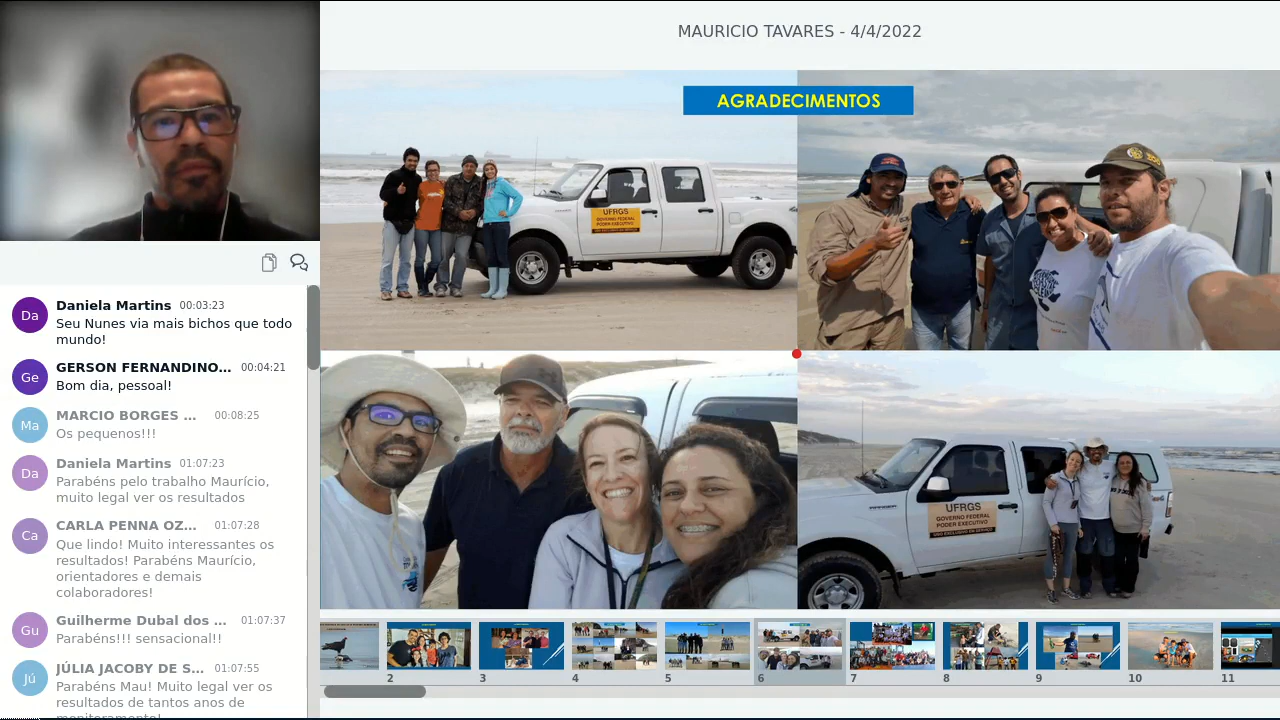 MAURICIO TAVARES - 4/4/2022
AGRADECIMENTOS
UFRGS
GOVERNO FEDERAL
PODER EXECUTIVO
UFRGS
GOVERNO FEDERAL
PODER EXECUTIVO
USO EXCLUSIVO EM SERVIÇO
Da
Daniela Martins 00:03:23
Seu Nunes via mais bichos que todo
mundo!
Ge
GERSON FERNANDINO... 00:04:21
Bom dia, pessoal!
Ma
MARCIO BORGES ... 00:08:25
Os pequenos!!!
Da
Daniela Martins 01:07:23
Parabéns pelo trabalho Maurício,
muito legal ver os resultados
Ca
CARLA PENNA OZ... 01:07:28
Que lindo! Muito interessantes os
resultados! Parabéns Maurício,
orientadores e demais
colaboradores!
Gu
Guilherme Dubal dos ... 01:07:37
Parabéns!!! sensacional!!
Jú
JÚLIA JACOBY DE S... 01:07:55
Parabéns Mau! Muito legal ver os
resultados de tantos anos de
monitoramento!
2 3 4 5 6 7 8 9 10 11